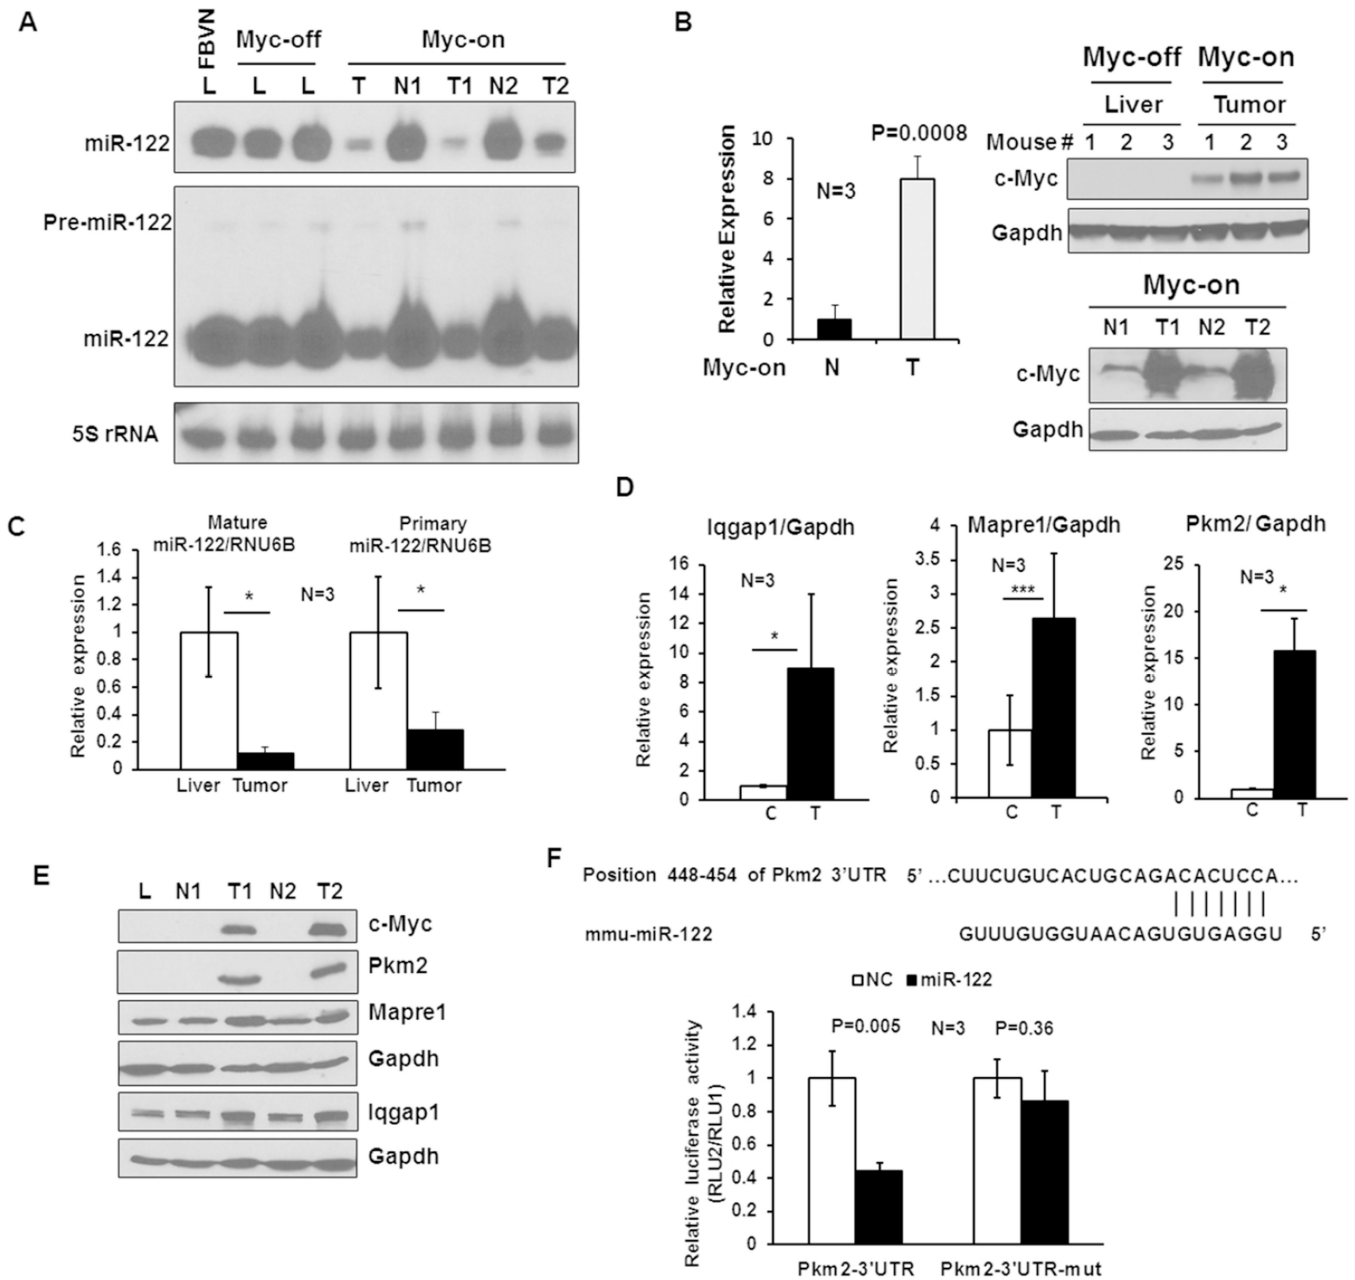 A
FBVN
Myc-off
Myc-on
L L L T N1 T1 N2 T2
miR-122
Pre-miR-122
miR-122
5S rRNA
B
Relative Expression
10
8
6
4
2
0
N=3
P=0.0008
Myc-on N T
Myc-off Myc-on
Liver Tumor
Mouse # 1 2 3 1 2 3
c-Myc
Gapdh
Myc-on
N1 T1 N2 T2
c-Myc
Gapdh
C
Mature
miR-122/RNU6B
Primary
miR-122/RNU6B
Relative expression
1.6
1.4
1.2
1
0.8
0.6
0.4
0.2
0
*
N=3
*
Liver Tumor Liver Tumor
D
Iqgap1/Gapdh
Relative expression
16
14
12
10
8
6
4
2
0
N=3
*
C T
Mapre1/Gapdh
Relative expression
4
3.5
3
2.5
2
1.5
1
0.5
0
N=3
***
C T
Pkm2/Gapdh
Relative expression
25
20
15
10
5
0
N=3
*
C T
E
L N1 T1 N2 T2
c-Myc
Pkm2
Mapre1
Gapdh
Iqgap1
Gapdh
F
Position 448-454 of Pkm2 3'UTR 5' ...CUUCUGUCACUGCAGACACUCCA...
mmu-miR-122 GUUUGUGGUAACAGUGUGAGGU 5'
NC miR-122
Relative luciferase activity
(RLU2/RLU1)
1.4
1.2
1
0.8
0.6
0.4
0.2
0
P=0.005 N=3 P=0.36
Pkm2-3'UTR Pkm2-3'UTR-mut